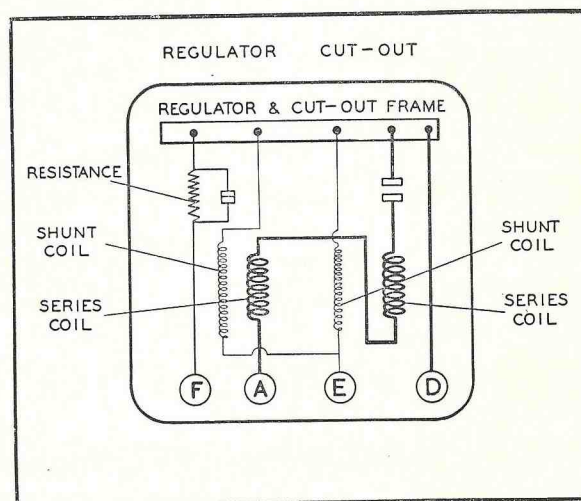 REGULATOR CUT-OUT
REGULATOR & CUT-OUT FRAME
RESISTANCE
SHUNT
COIL
SERIES
COIL
SHUNT
COIL
SERIES
COIL
F A E D